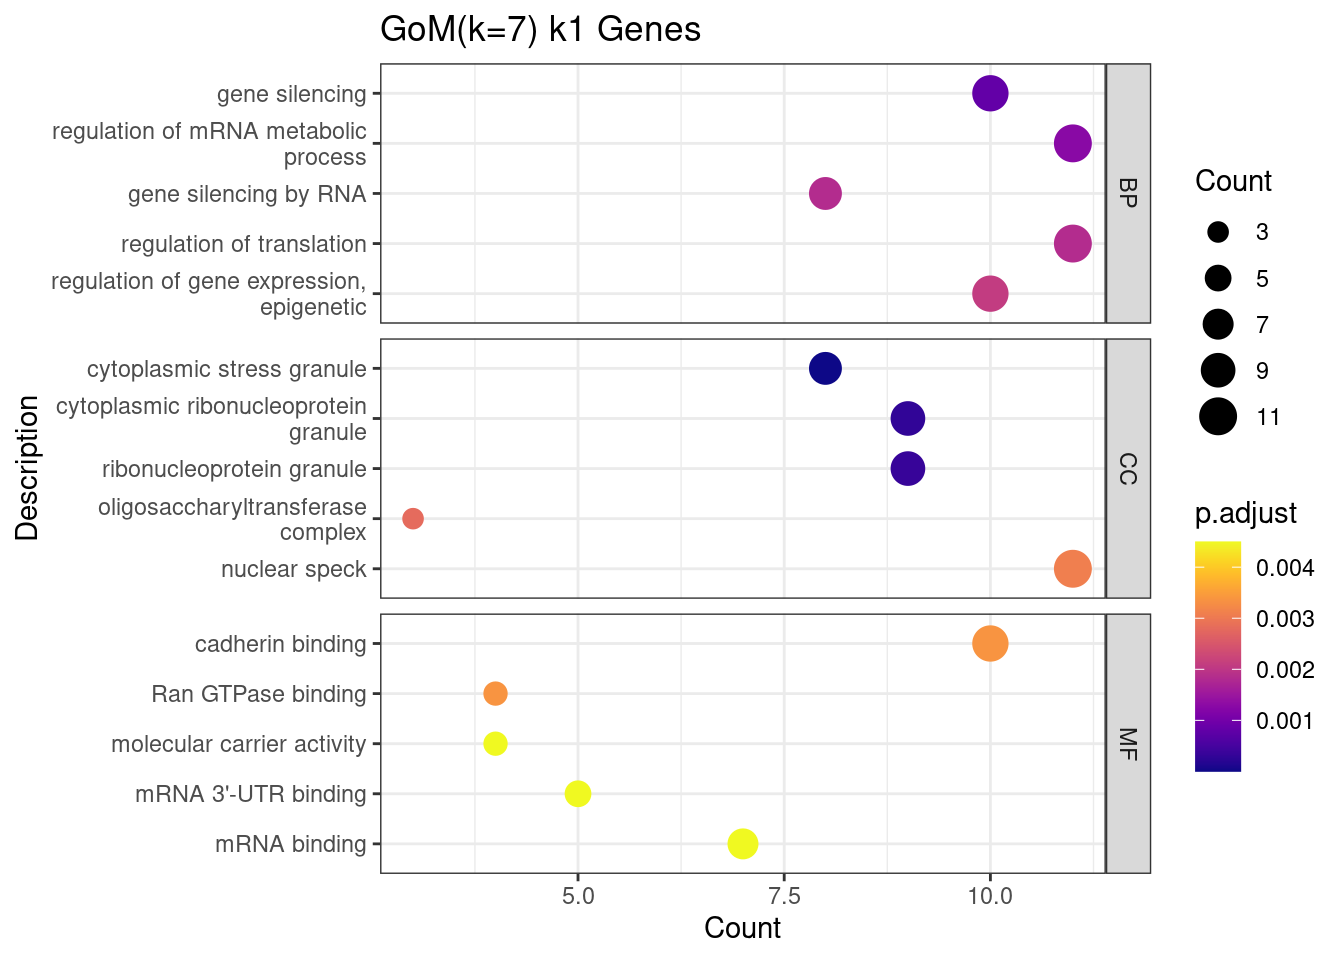 GoM(k=7) k1 Genes
gene silencing
regulation of mRNA metabolic
process
gene silencing by RNA
regulation of translation
regulation of gene expression,
epigenetic
BP
cytoplasmic stress granule
cytoplasmic ribonucleoprotein
granule
ribonucleoprotein granule
oligosaccharyltransferase
complex
nuclear speck
CC
cadherin binding
Ran GTPase binding
molecular carrier activity
mRNA 3'-UTR binding
mRNA binding
MF
Description
5.0
7.5
10.0
Count
Count
3
5
7
9
11
p.adjust
0.004
0.003
0.002
0.001